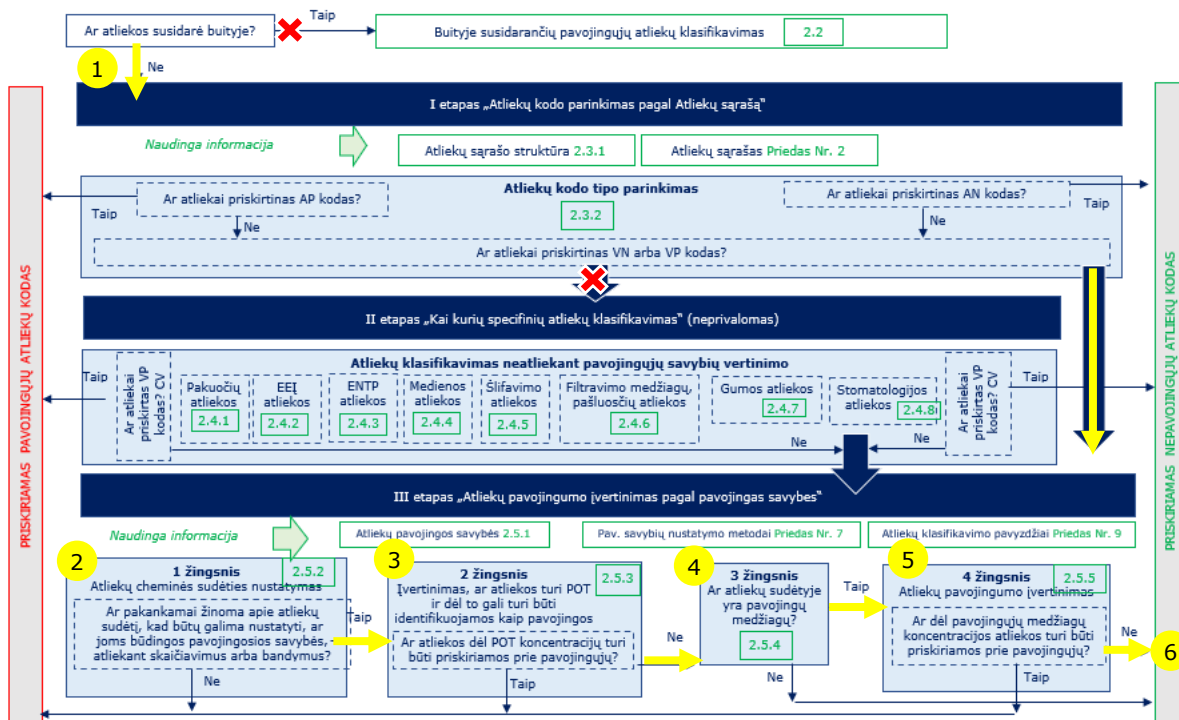 Ar atliekos susidarė buityje?
Taip
Buityje susidarančių pavojingųjų atliekų klasifikavimas
2.2
1
Ne
I etapas „Atliekų kodo parinkimas pagal Atliekų sąrašą“
Naudinga informacija
Atliekų sąrašo struktūra 2.3.1
Atliekų sąrašas Priedas Nr. 2
Atliekų kodo tipo parinkimas
2.3.2
Ar atliekai priskirtinas AP kodas?
Taip
Ne
Ar atliekai priskirtinas AN kodas?
Taip
Ne
Ar atliekai priskirtinas VN arba VP kodas?
II etapas „Kai kurių specifinių atliekų klasifikavimas“ (neprivalomas)
Atliekų klasifikavimas neatliekant pavojingųjų savybių vertinimo
Taip
Ar atliekai
priskirtas VP
kodas? CV
Pakuočių
atliekos
2.4.1
EEĮ
atliekos
2.4.2
ENTP
atliekos
2.4.3
Medienos
atliekos
2.4.4
Šlifavimo
atliekos
2.4.5
Filtravimo medžiagų,
pašluosčių atliekos
2.4.6
Gumos atliekos
2.4.7
Stomatologijos
atliekos
2.4.8
Ar atliekai
priskirtas VP
kodas? CV
Taip
Ne
Ne
III etapas „Atliekų pavojingumo įvertinimas pagal pavojingas savybes“
Naudinga informacija
Atliekų pavojingos savybės 2.5.1
Pav. savybių nustatymo metodai Priedas Nr. 7
Atliekų klasifikavimo pavyzdžiai Priedas Nr. 9
2
1 žingsnis
2.5.2
Atliekų cheminės sudėties nustatymas
Ar pakankamai žinoma apie atliekų
sudėtį, kad būtų galima nustatyti, ar
joms būdingos pavojingosios savybės,
atliekant skaičiavimus arba bandymus?
Taip
Ne
3
2 žingsnis
2.5.3
Įvertinimas, ar atliekos turi POT
ir dėl to gali turi būti
identifikuojamos kaip pavojingos
Ar atliekos dėl POT koncentracijų turi
būti priskiriamos prie pavojingųjų?
Ne
Taip
4
3 žingsnis
Ar atliekų sudėtyje
yra pavojingų
medžiagų?
2.5.4
Taip
Ne
5
4 žingsnis
2.5.5
Atliekų pavojingumo įvertinimas
Ar dėl pavojingųjų medžiagų
koncentracijos atliekos turi būti
priskiriamos prie pavojingųjų?
Ne
Taip
6
PRISKIRIAMAS PAVOJINGŲJŲ ATLIEKŲ KODAS
PRISKIRIAMAS NEPAVOJINGŲJŲ ATLIEKŲ KODAS